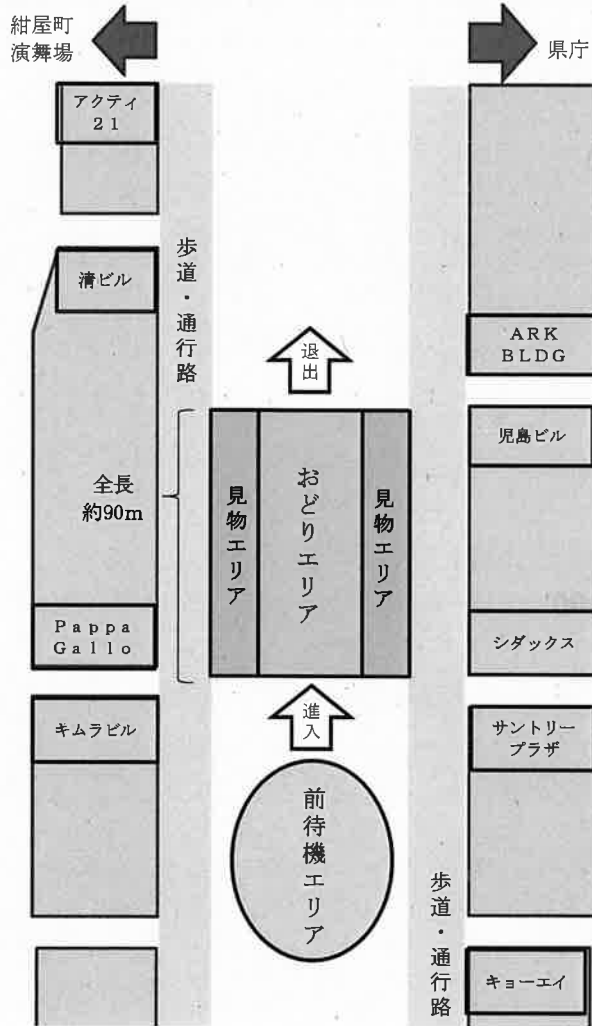 紺屋町
演舞場
県庁
アクティ
21
歩道・通行路
清ビル
退出
ARK
BLDG
児島ビル
全長
約90m
見物エリア
おどりエリア
見物エリア
Pappa
Gallo
シダックス
進入
キムラビル
サントリー
プラザ
前待機エリア
歩道・通行路
キョーエイ